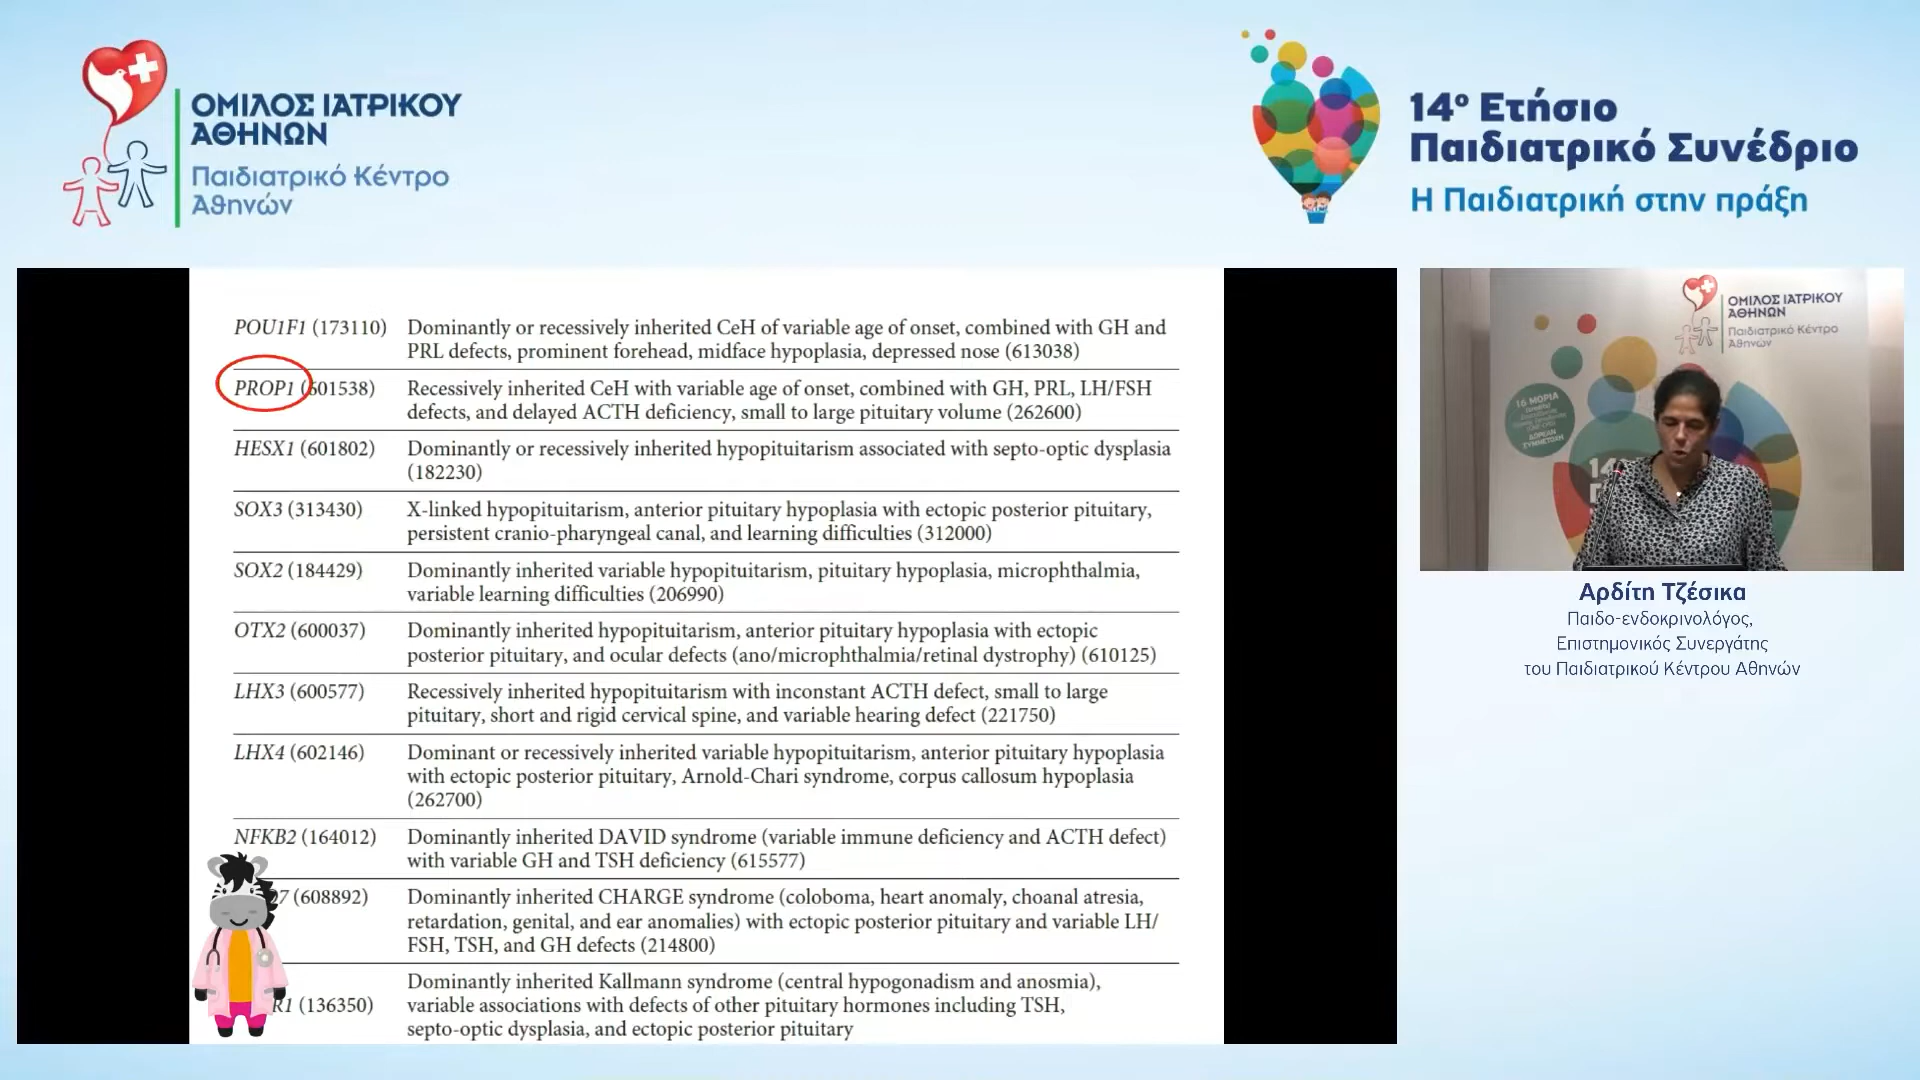 ΟΜΙΛΟΣ ΙΑΤΡΙΚΟΥ
ΑΘΗΝΩΝ
Παιδιατρικό Κέντρο
Αθηνών
14ο Ετήσιο
Παιδιατρικό Συνέδριο
Η Παιδιατρική στην πράξη
POU1F1 (173110) Dominantly or recessively inherited CeH of variable age of onset, combined with GH and
PRL defects, prominent forehead, midface hypoplasia, depressed nose (613038)
PROP1 (601538) Recessively inherited CeH with variable age of onset, combined with GH, PRL, LH/FSH
defects, and delayed ACTH deficiency, small to large pituitary volume (262600)
HESX1 (601802) Dominantly or recessively inherited hypopituitarism associated with septo-optic dysplasia
(182230)
SOX3 (313430) X-linked hypopituitarism, anterior pituitary hypoplasia with ectopic posterior pituitary,
persistent cranio-pharyngeal canal, and learning difficulties (312000)
SOX2 (184429) Dominantly inherited variable hypopituitarism, pituitary hypoplasia, microphthalmia,
variable learning difficulties (206990)
OTX2 (600037) Dominantly inherited hypopituitarism, anterior pituitary hypoplasia with ectopic
posterior pituitary, and ocular defects (ano/microphthalmia/retinal dystrophy) (610125)
LHX3 (600577) Recessively inherited hypopituitarism with inconstant ACTH defect, small to large
pituitary, short and rigid cervical spine, and variable hearing defect (221750)
LHX4 (602146) Dominant or recessively inherited variable hypopituitarism, anterior pituitary hypoplasia
with ectopic posterior pituitary, Arnold-Chari syndrome, corpus callosum hypoplasia
(262700)
NFKB2 (164012) Dominantly inherited DAVID syndrome (variable immune deficiency and ACTH defect)
with variable GH and TSH deficiency (615577)
7 (608892) Dominantly inherited CHARGE syndrome (coloboma, heart anomaly, choanal atresia,
retardation, genital, and ear anomalies) with ectopic posterior pituitary and variable LH/
FSH, TSH, and GH defects (214800)
Dominantly inherited Kallmann syndrome (central hypogonadism and anosmia),
R1 (136350) variable associations with defects of other pituitary hormones including TSH,
septo-optic dysplasia, and ectopic posterior pituitary
ΟΜΙΛΟΣ ΙΑΤΡΙΚΟΥ
ΑΘΗΝΩΝ
Παιδιατρικό Κέντρο
Αθηνών
16 ΜΟΡΙΑ
ΔΩΡΕΑΝ
ΣΥΜΜΕΤΟΧΗ
14
Αρδίτη Τζέσικα
Παιδο-ενδοκρινολόγος,
Επιστημονικός Συνεργάτης
του Παιδιατρικού Κέντρου Αθηνών